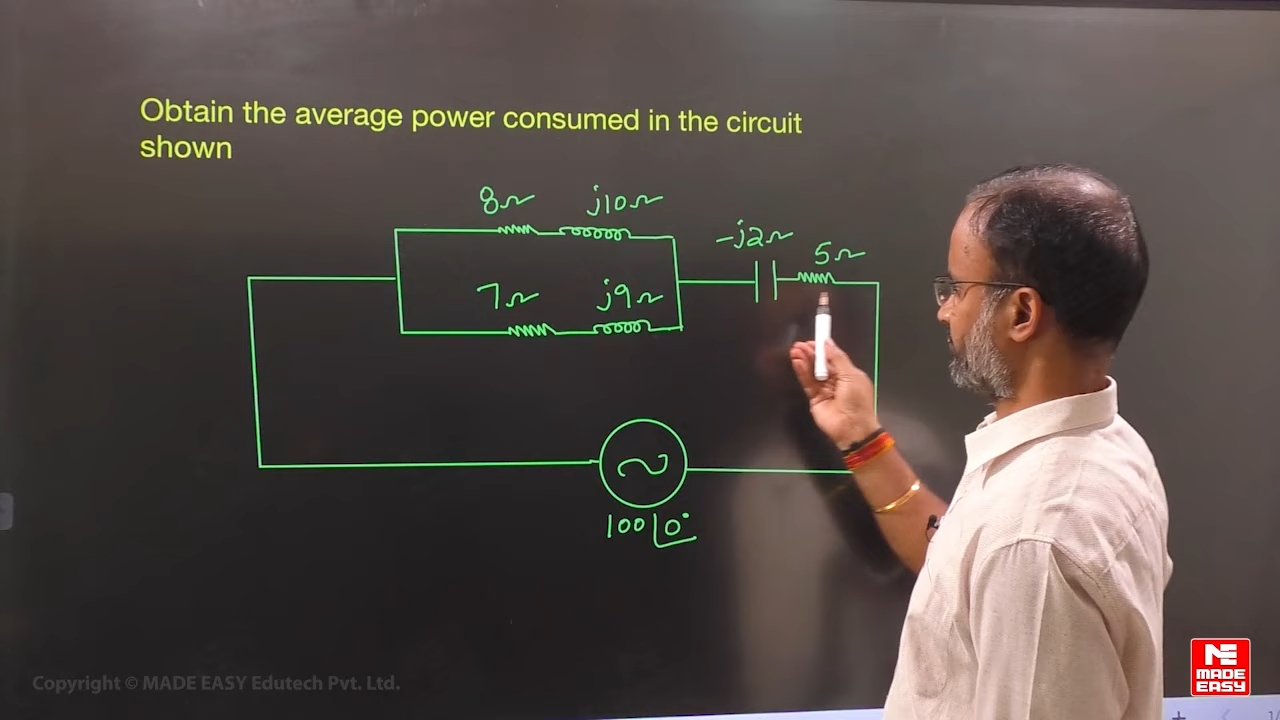 Obtain the average power consumed in the circuit
shown
8Ω j10Ω
-j2Ω
5Ω
7Ω j9Ω
100∠0°
Copyright © MADE EASY Edutech Pvt. Ltd.
ME
MADE
EASY